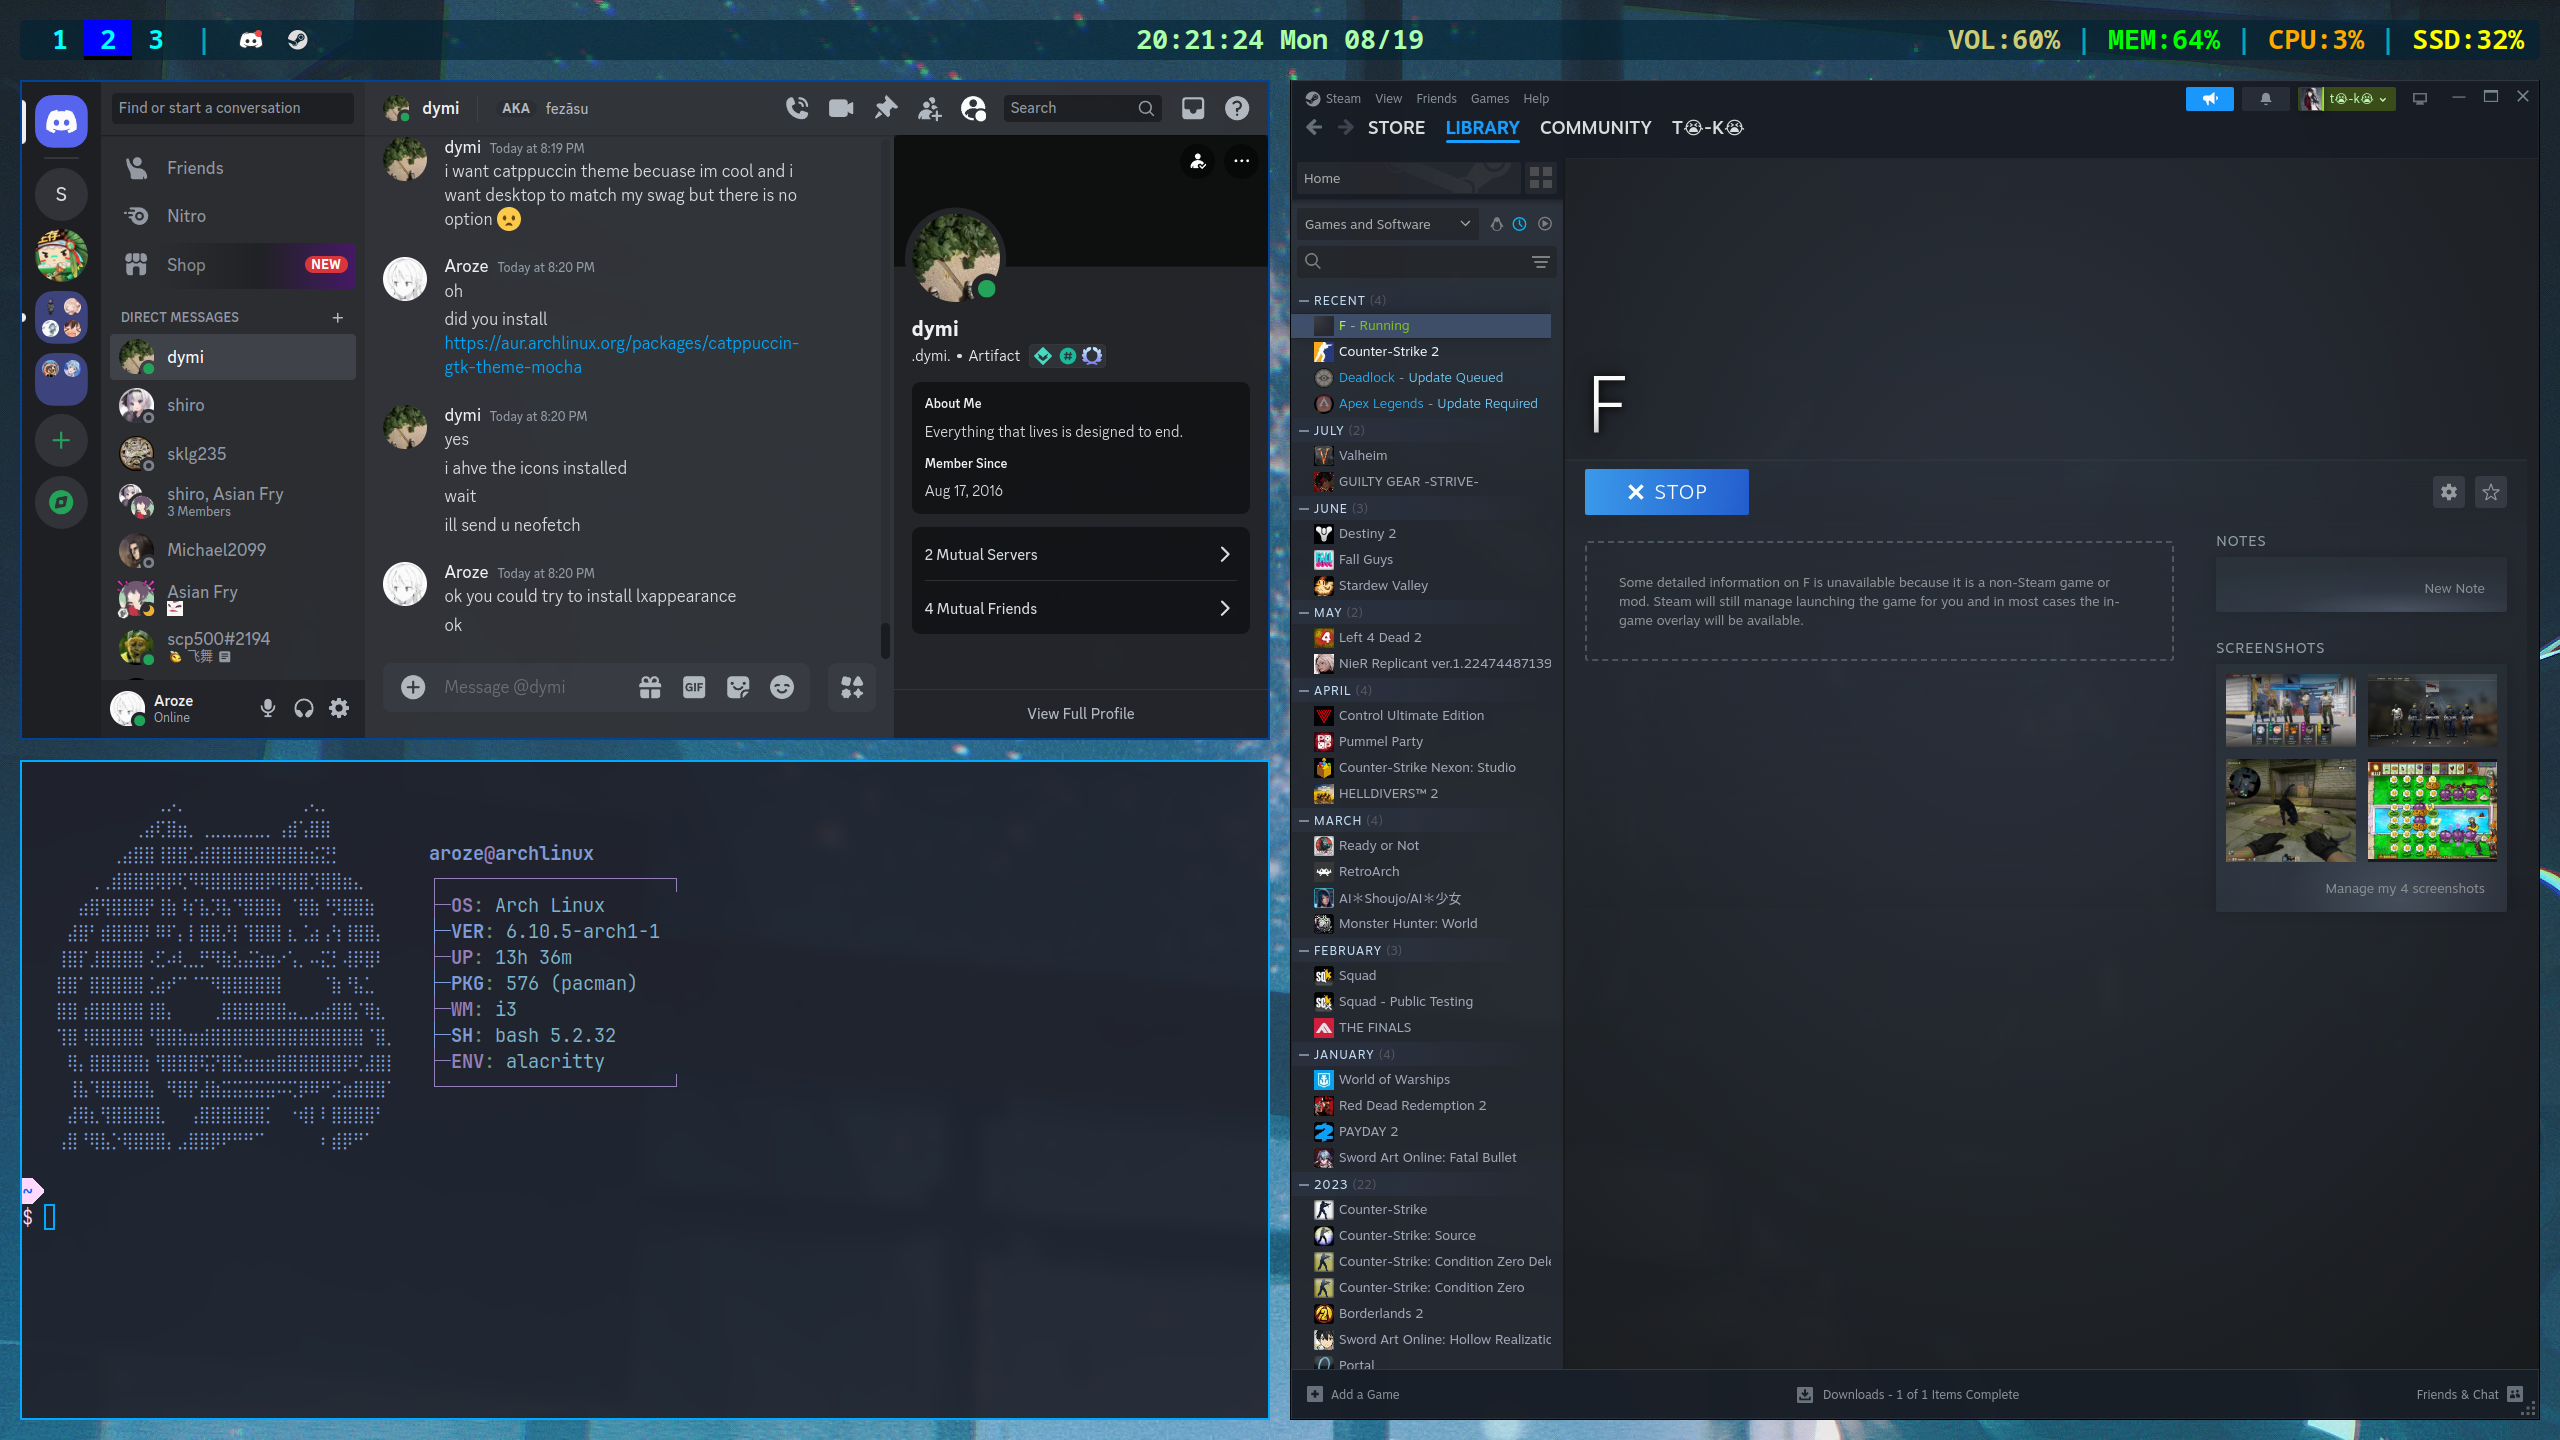 1 2 3 |
20:21:24 Mon 08/19
VOL:60% | MEM:64% | CPU:3% | SSD:32%
Find or start a conversation
S
Friends
Nitro
Shop
NEW
DIRECT MESSAGES
dymi
shiro
sklg235
shiro, Asian Fry
3 Members
Michael2099
Asian Fry
scp500#2194
飞舞
Aroze
Online
dymi
AKA fezāsu
Search
dymi Today at 8:19 PM
i want catppuccin theme becuase im cool and i
want desktop to match my swag but there is no
option
Aroze Today at 8:20 PM
oh
did you install
https://aur.archlinux.org/packages/catppuccin-
gtk-theme-mocha
dymi Today at 8:20 PM
yes
i ahve the icons installed
wait
ill send u neofetch
Aroze Today at 8:20 PM
ok you could try to install lxappearance
ok
Message @dymi
GIF
dymi
.dymi. • Artifact
About Me
Everything that lives is designed to end.
Member Since
Aug 17, 2016
2 Mutual Servers
4 Mutual Friends
View Full Profile
aroze@archlinux
OS: Arch Linux
VER: 6.10.5-arch1-1
UP: 13h 36m
PKG: 576 (pacman)
WM: i3
SH: bash 5.2.32
ENV: alacritty
~
$
Steam View Friends Games Help
t😭-k😭
STORE LIBRARY COMMUNITY T😭-K😭
Home
Games and Software
RECENT (4)
F - Running
Counter-Strike 2
Deadlock - Update Queued
Apex Legends - Update Required
JULY (2)
Valheim
GUILTY GEAR -STRIVE-
JUNE (3)
Destiny 2
Fall Guys
Stardew Valley
MAY (2)
Left 4 Dead 2
NieR Replicant ver.1.22474487139
APRIL (4)
Control Ultimate Edition
Pummel Party
Counter-Strike Nexon: Studio
HELLDIVERS™ 2
MARCH (4)
Ready or Not
RetroArch
AI＊Shoujo/AI＊少女
Monster Hunter: World
FEBRUARY (3)
Squad
Squad - Public Testing
THE FINALS
JANUARY (4)
World of Warships
Red Dead Redemption 2
PAYDAY 2
Sword Art Online: Fatal Bullet
2023 (22)
Counter-Strike
Counter-Strike: Source
Counter-Strike: Condition Zero Dele
Counter-Strike: Condition Zero
Borderlands 2
Sword Art Online: Hollow Realizatio
Portal
F
STOP
Some detailed information on F is unavailable because it is a non-Steam game or
mod. Steam will still manage launching the game for you and in most cases the in-
game overlay will be available.
NOTES
New Note
SCREENSHOTS
Manage my 4 screenshots
Add a Game
Downloads - 1 of 1 Items Complete
Friends & Chat